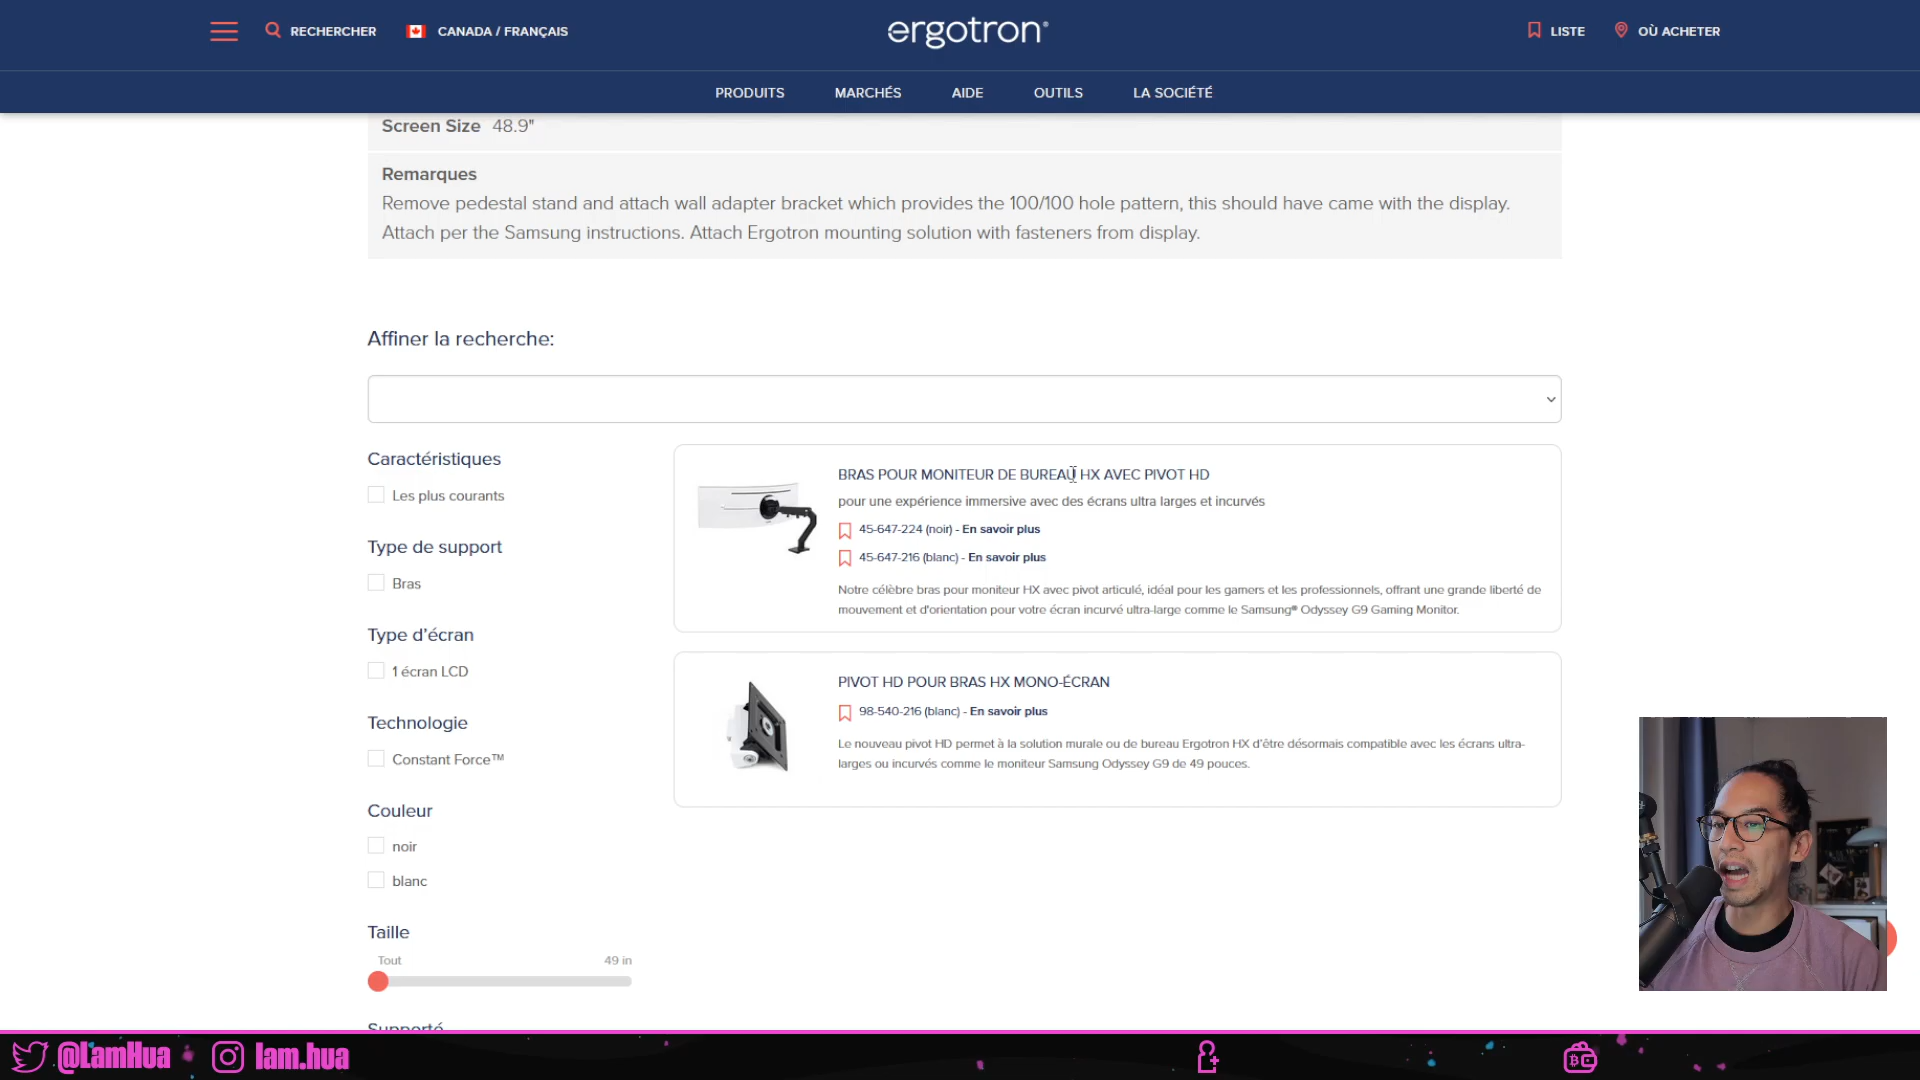 RECHERCHER
CANADA / FRANÇAIS
ergotron
LISTE
OÙ ACHETER
PRODUITS
MARCHÉS
AIDE
OUTILS
LA SOCIÉTÉ
Screen Size 48.9"
Remarques
Remove pedestal stand and attach wall adapter bracket which provides the 100/100 hole pattern, this should have came with the display.
Attach per the Samsung instructions. Attach Ergotron mounting solution with fasteners from display.
Affiner la recherche:
Caractéristiques
Les plus courants
Type de support
Bras
Type d'écran
1 écran LCD
Technologie
Constant Force™
Couleur
noir
blanc
Taille
Tout
49 in
Supporté
BRAS POUR MONITEUR DE BUREAU HX AVEC PIVOT HD
pour une expérience immersive avec des écrans ultra larges et incurvés
45-647-224 (noir) - En savoir plus
45-647-216 (blanc) - En savoir plus
Notre célèbre bras pour moniteur HX avec pivot articulé, idéal pour les gamers et les professionnels, offrant une grande liberté de
mouvement et d'orientation pour votre écran incurvé ultra-large comme le Samsung® Odyssey G9 Gaming Monitor.
PIVOT HD POUR BRAS HX MONO-ÉCRAN
98-540-216 (blanc) - En savoir plus
Le nouveau pivot HD permet à la solution murale ou de bureau Ergotron HX d'être désormais compatible avec les écrans ultra-
larges ou incurvés comme le moniteur Samsung Odyssey G9 de 49 pouces.
@LamHua
lam.hua